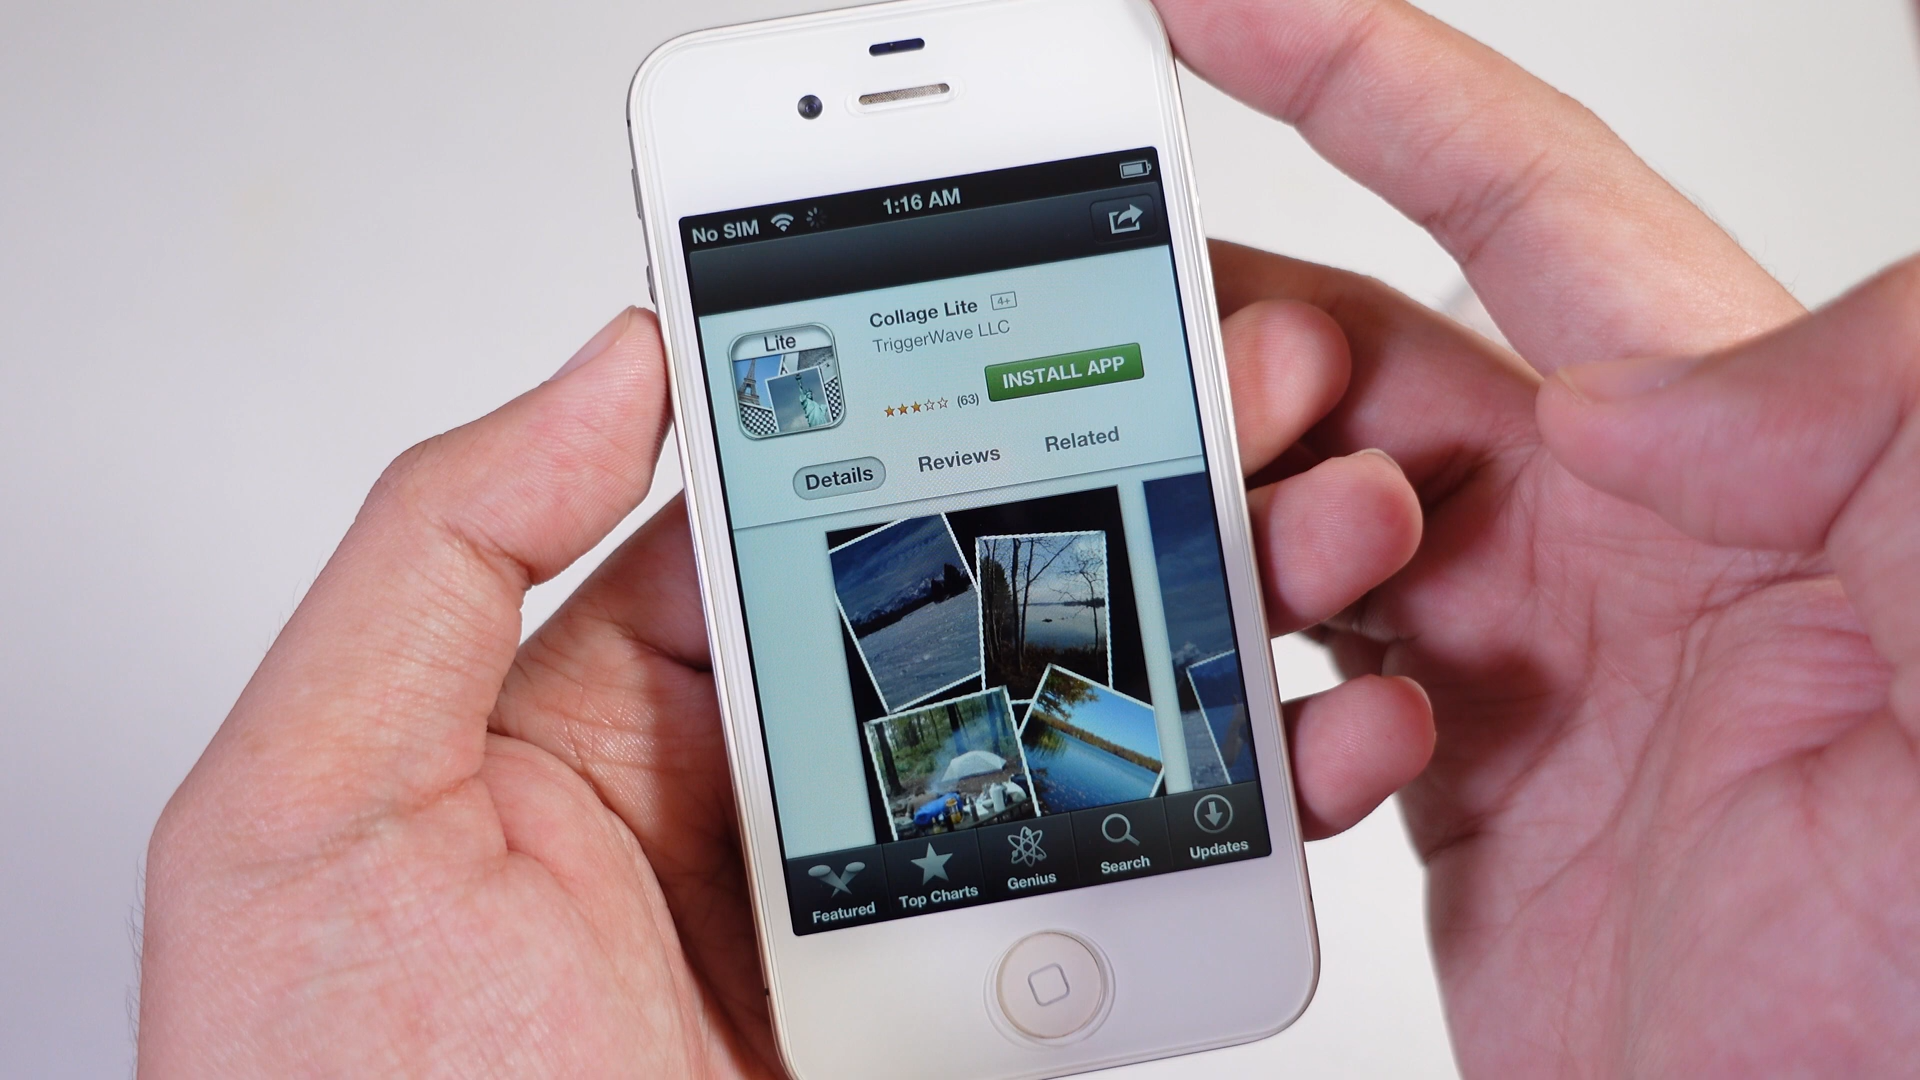 No SIM 1:16 AM
Collage Lite 4+
TriggerWave LLC
Lite
INSTALL APP
(63)
Details Reviews Related
Featured Top Charts Genius Search Updates